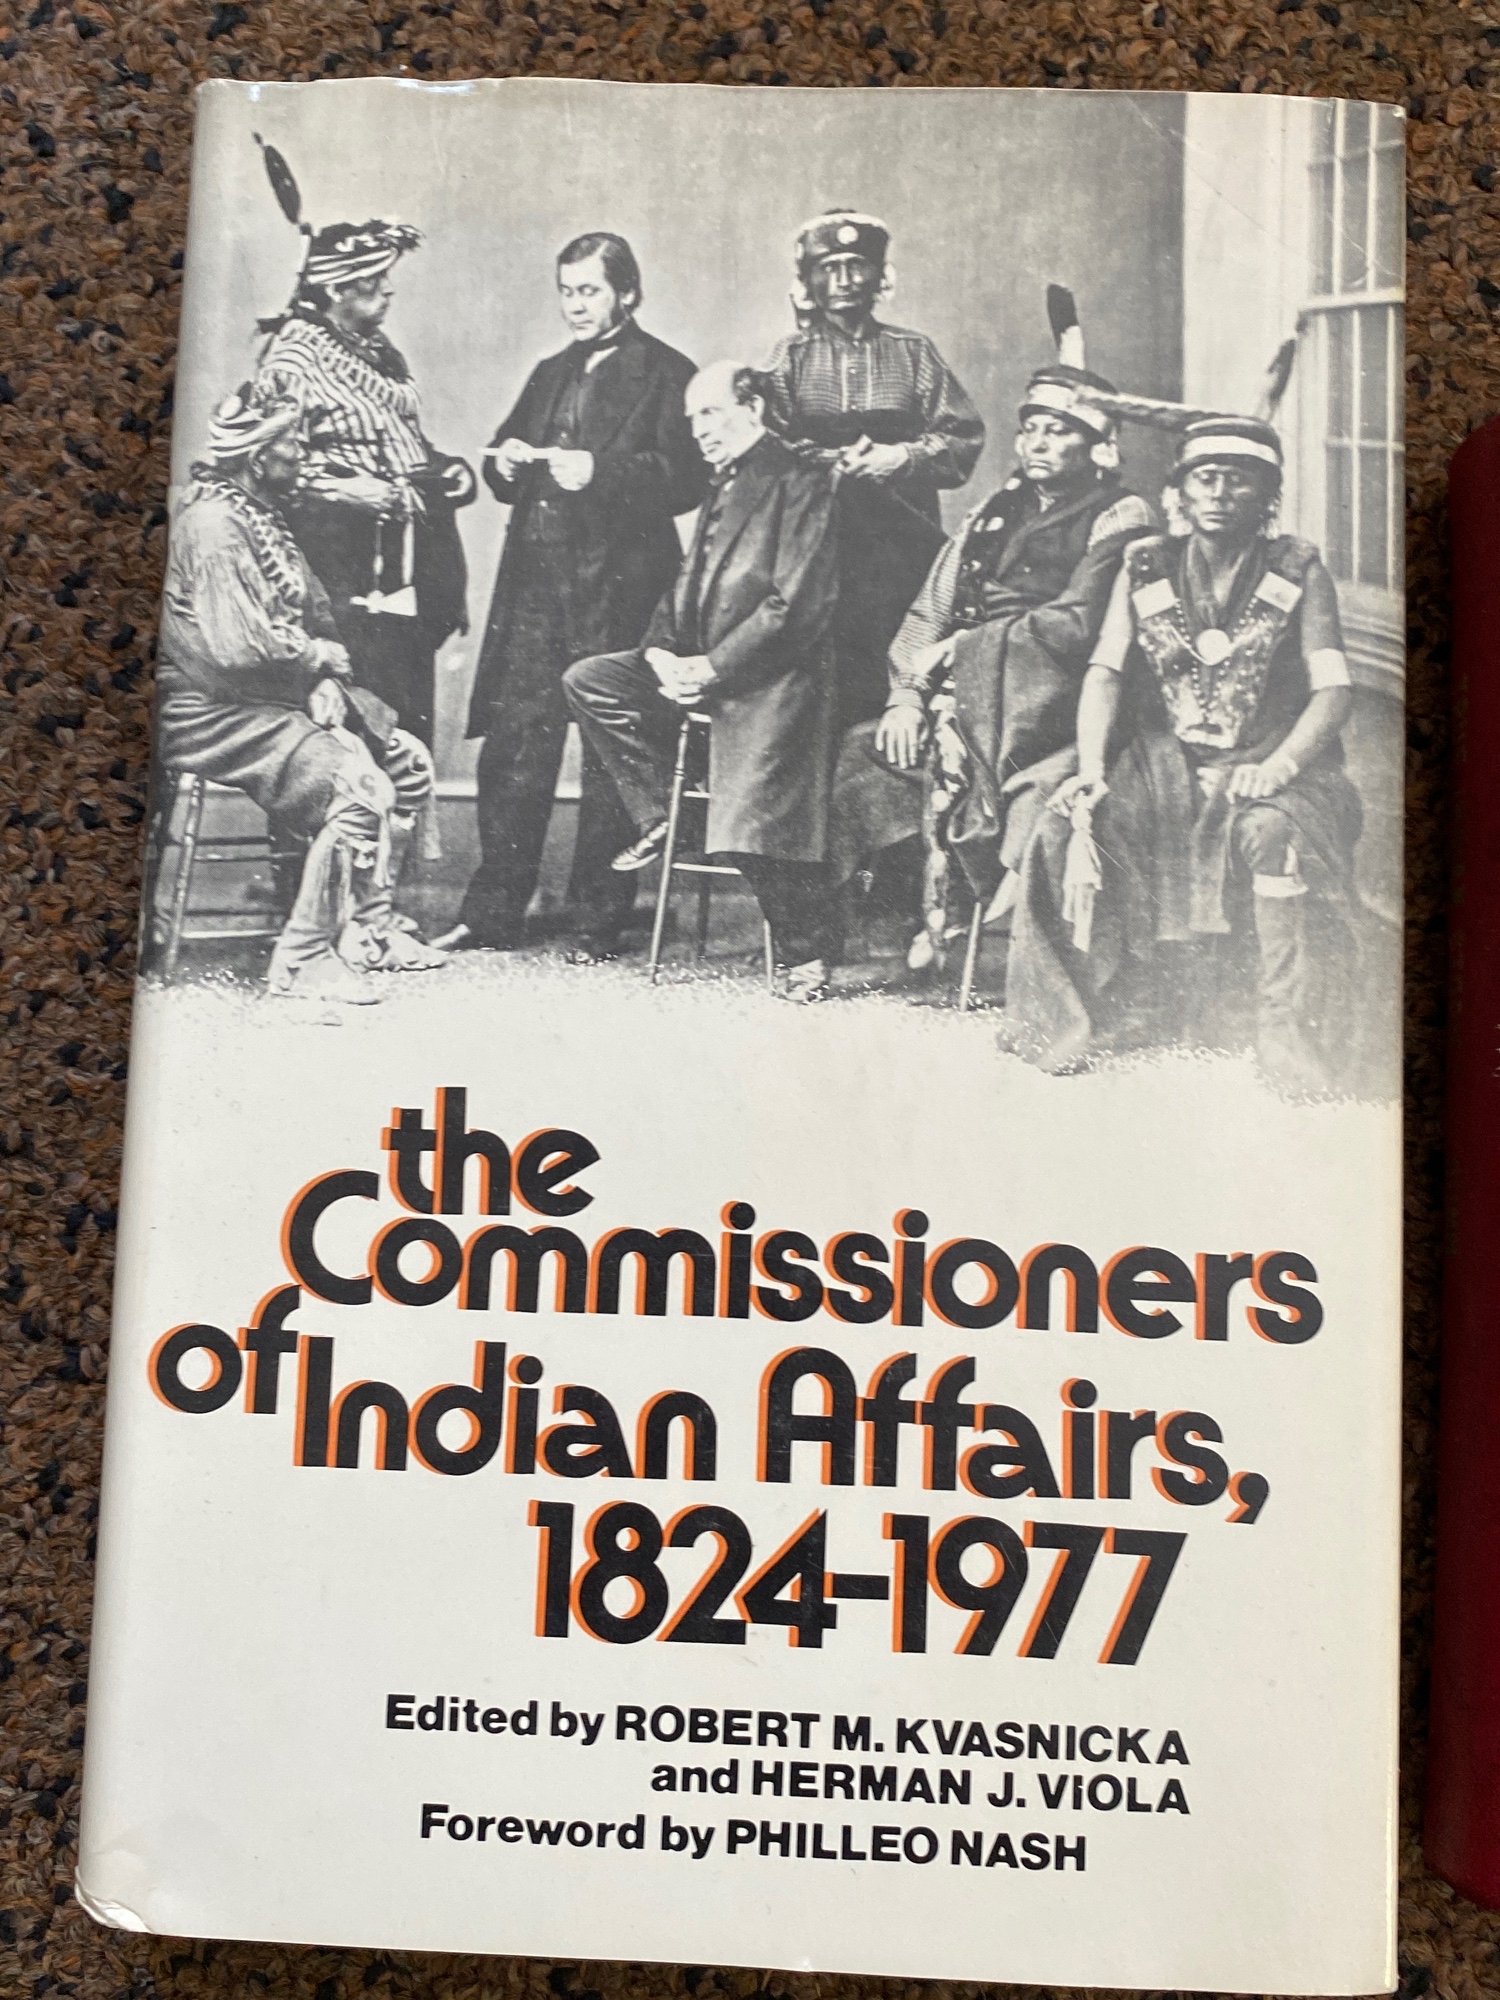 the
Commissioners
of Indian Affairs,
1824-1977
Edited by ROBERT M. KVASNICKA
and HERMAN J. VIOLA
Foreword by PHILLEO NASH